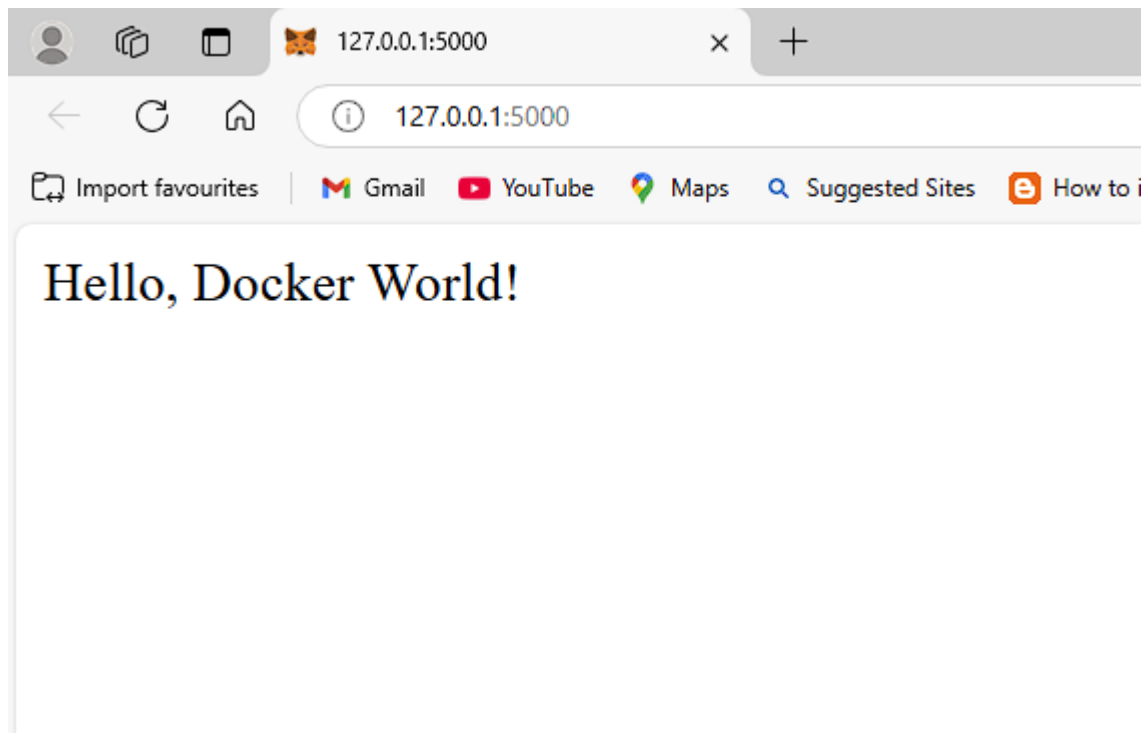 127.0.0.1:5000
127.0.0.1:5000
Import favourites Gmail YouTube Maps Suggested Sites How to i
Hello, Docker World!